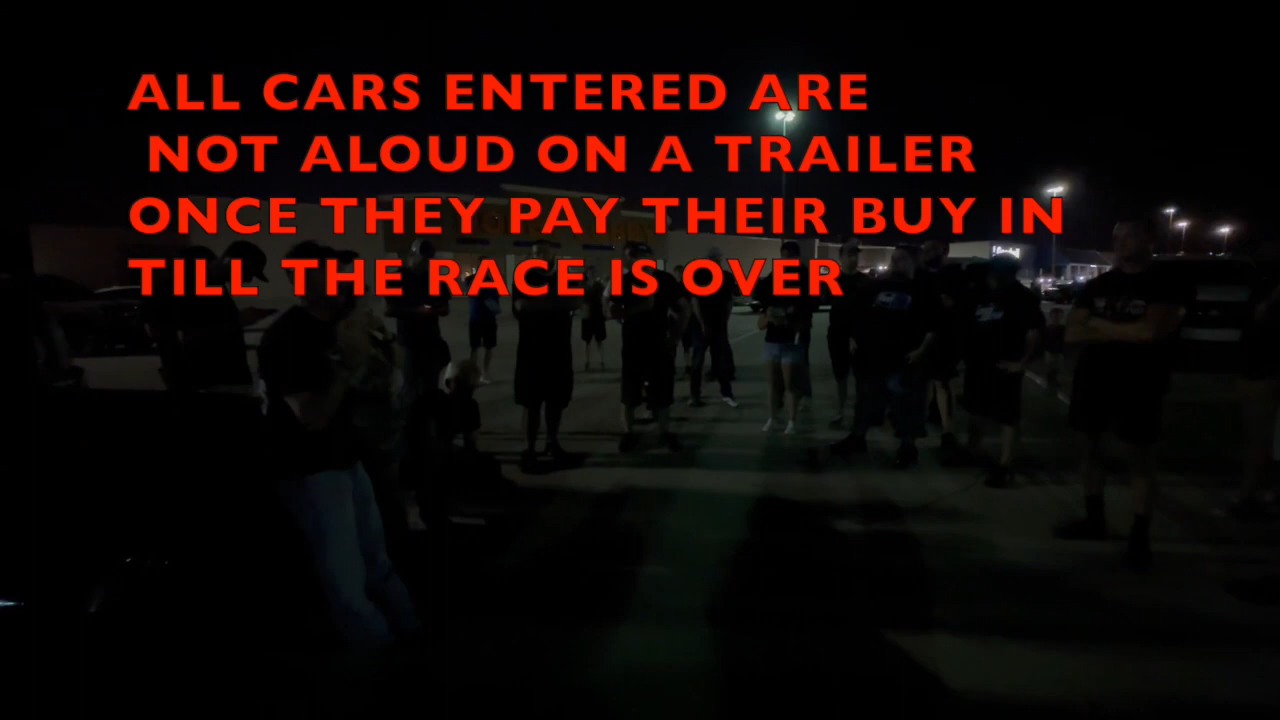 ALL CARS ENTERED ARE
NOT ALOUD ON A TRAILER
ONCE THEY PAY THEIR BUY IN
TILL THE RACE IS OVER